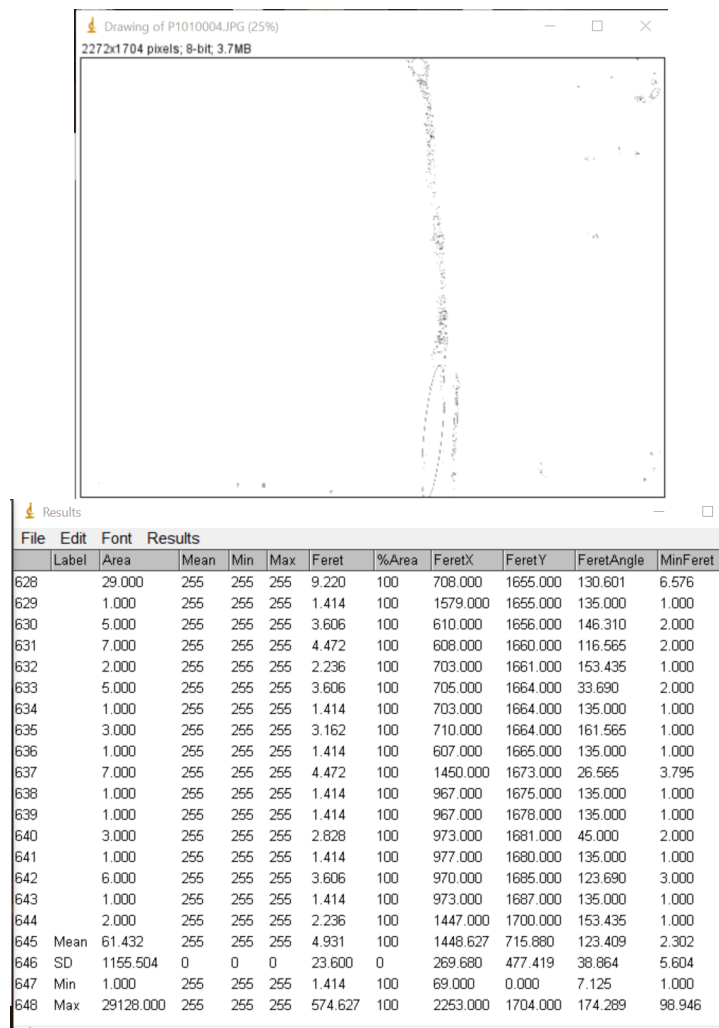 Drawing of P1010004.JPG (25%)
2272x1704 pixels; 8-bit; 3.7MB
Results
File Edit Font Results
Label Area Mean Min Max Feret %Area FeretX FeretY FeretAngle MinFeret
628 29.000 255 255 255 9.220 100 708.000 1655.000 130.601 6.576
629 1.000 255 255 255 1.414 100 1579.000 1655.000 135.000 1.000
630 5.000 255 255 255 3.606 100 610.000 1656.000 146.310 2.000
631 7.000 255 255 255 4.472 100 608.000 1660.000 116.565 2.000
632 2.000 255 255 255 2.236 100 703.000 1661.000 153.435 1.000
633 5.000 255 255 255 3.606 100 705.000 1664.000 33.690 2.000
634 1.000 255 255 255 1.414 100 703.000 1664.000 135.000 1.000
635 3.000 255 255 255 3.162 100 710.000 1664.000 161.565 1.000
636 1.000 255 255 255 1.414 100 607.000 1665.000 135.000 1.000
637 7.000 255 255 255 4.472 100 1450.000 1673.000 26.565 3.795
638 1.000 255 255 255 1.414 100 967.000 1675.000 135.000 1.000
639 1.000 255 255 255 1.414 100 967.000 1678.000 135.000 1.000
640 3.000 255 255 255 2.828 100 973.000 1681.000 45.000 2.000
641 1.000 255 255 255 1.414 100 977.000 1680.000 135.000 1.000
642 6.000 255 255 255 3.606 100 970.000 1685.000 123.690 3.000
643 1.000 255 255 255 1.414 100 973.000 1687.000 135.000 1.000
644 2.000 255 255 255 2.236 100 1447.000 1700.000 153.435 1.000
645 Mean 61.432 255 255 255 4.931 100 1448.627 715.880 123.409 2.302
646 SD 1155.504 0 0 0 23.600 0 269.680 477.419 38.864 5.604
647 Min 1.000 255 255 255 1.414 100 69.000 0.000 7.125 1.000
648 Max 29128.000 255 255 255 574.627 100 2253.000 1704.000 174.289 98.946